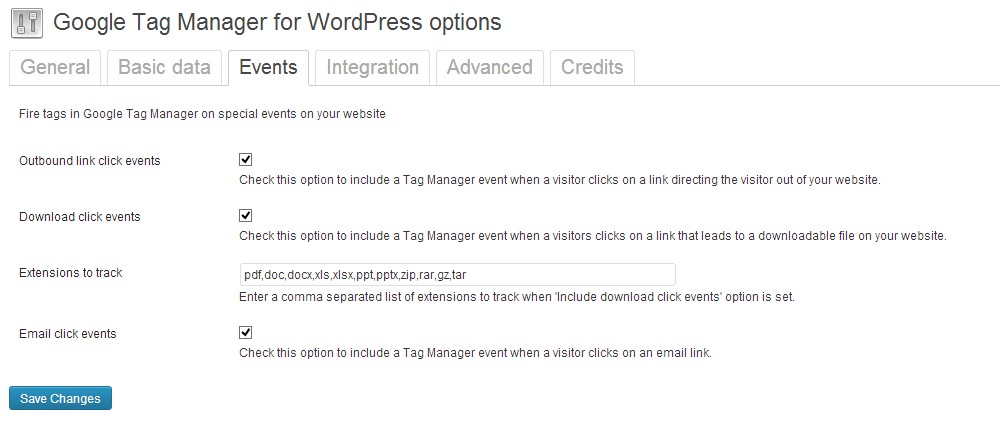 Google Tag Manager for WordPress options
General Basic data Events Integration Advanced Credits
Fire tags in Google Tag Manager on special events on your website
Outbound link click events
Check this option to include a Tag Manager event when a visitor clicks on a link directing the visitor out of your website.
Download click events
Check this option to include a Tag Manager event when a visitors clicks on a link that leads to a downloadable file on your website.
Extensions to track pdf,doc,docx,xls,xlsx,ppt,pptx,zip,rar,gz,tar
Enter a comma separated list of extensions to track when 'Include download click events' option is set.
Email click events
Check this option to include a Tag Manager event when a visitor clicks on an email link.
Save Changes